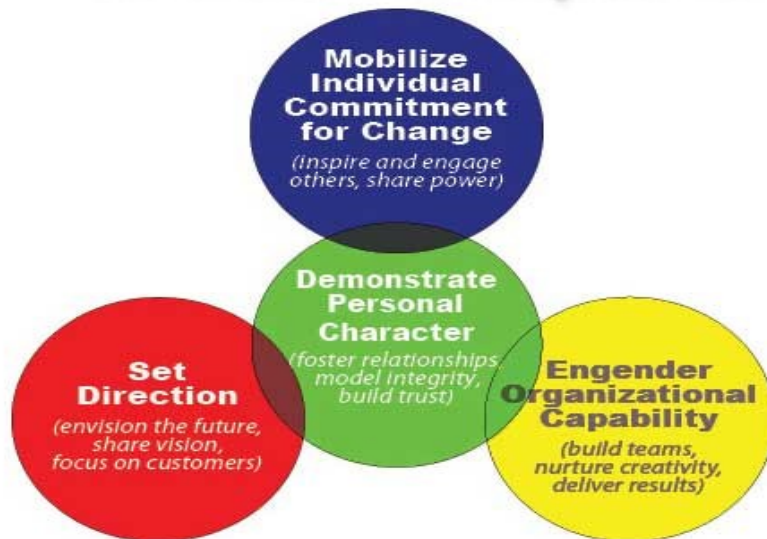 Mobilize
Individual
Commitment
for Change
(inspire and engage
others, share power)
Demonstrate
Personal
Character
(foster relationships,
model integrity,
build trust)
Set
Direction
(envision the future,
share vision,
focus on customers)
Engender
Organizational
Capability
(build teams,
nurture creativity,
deliver results)